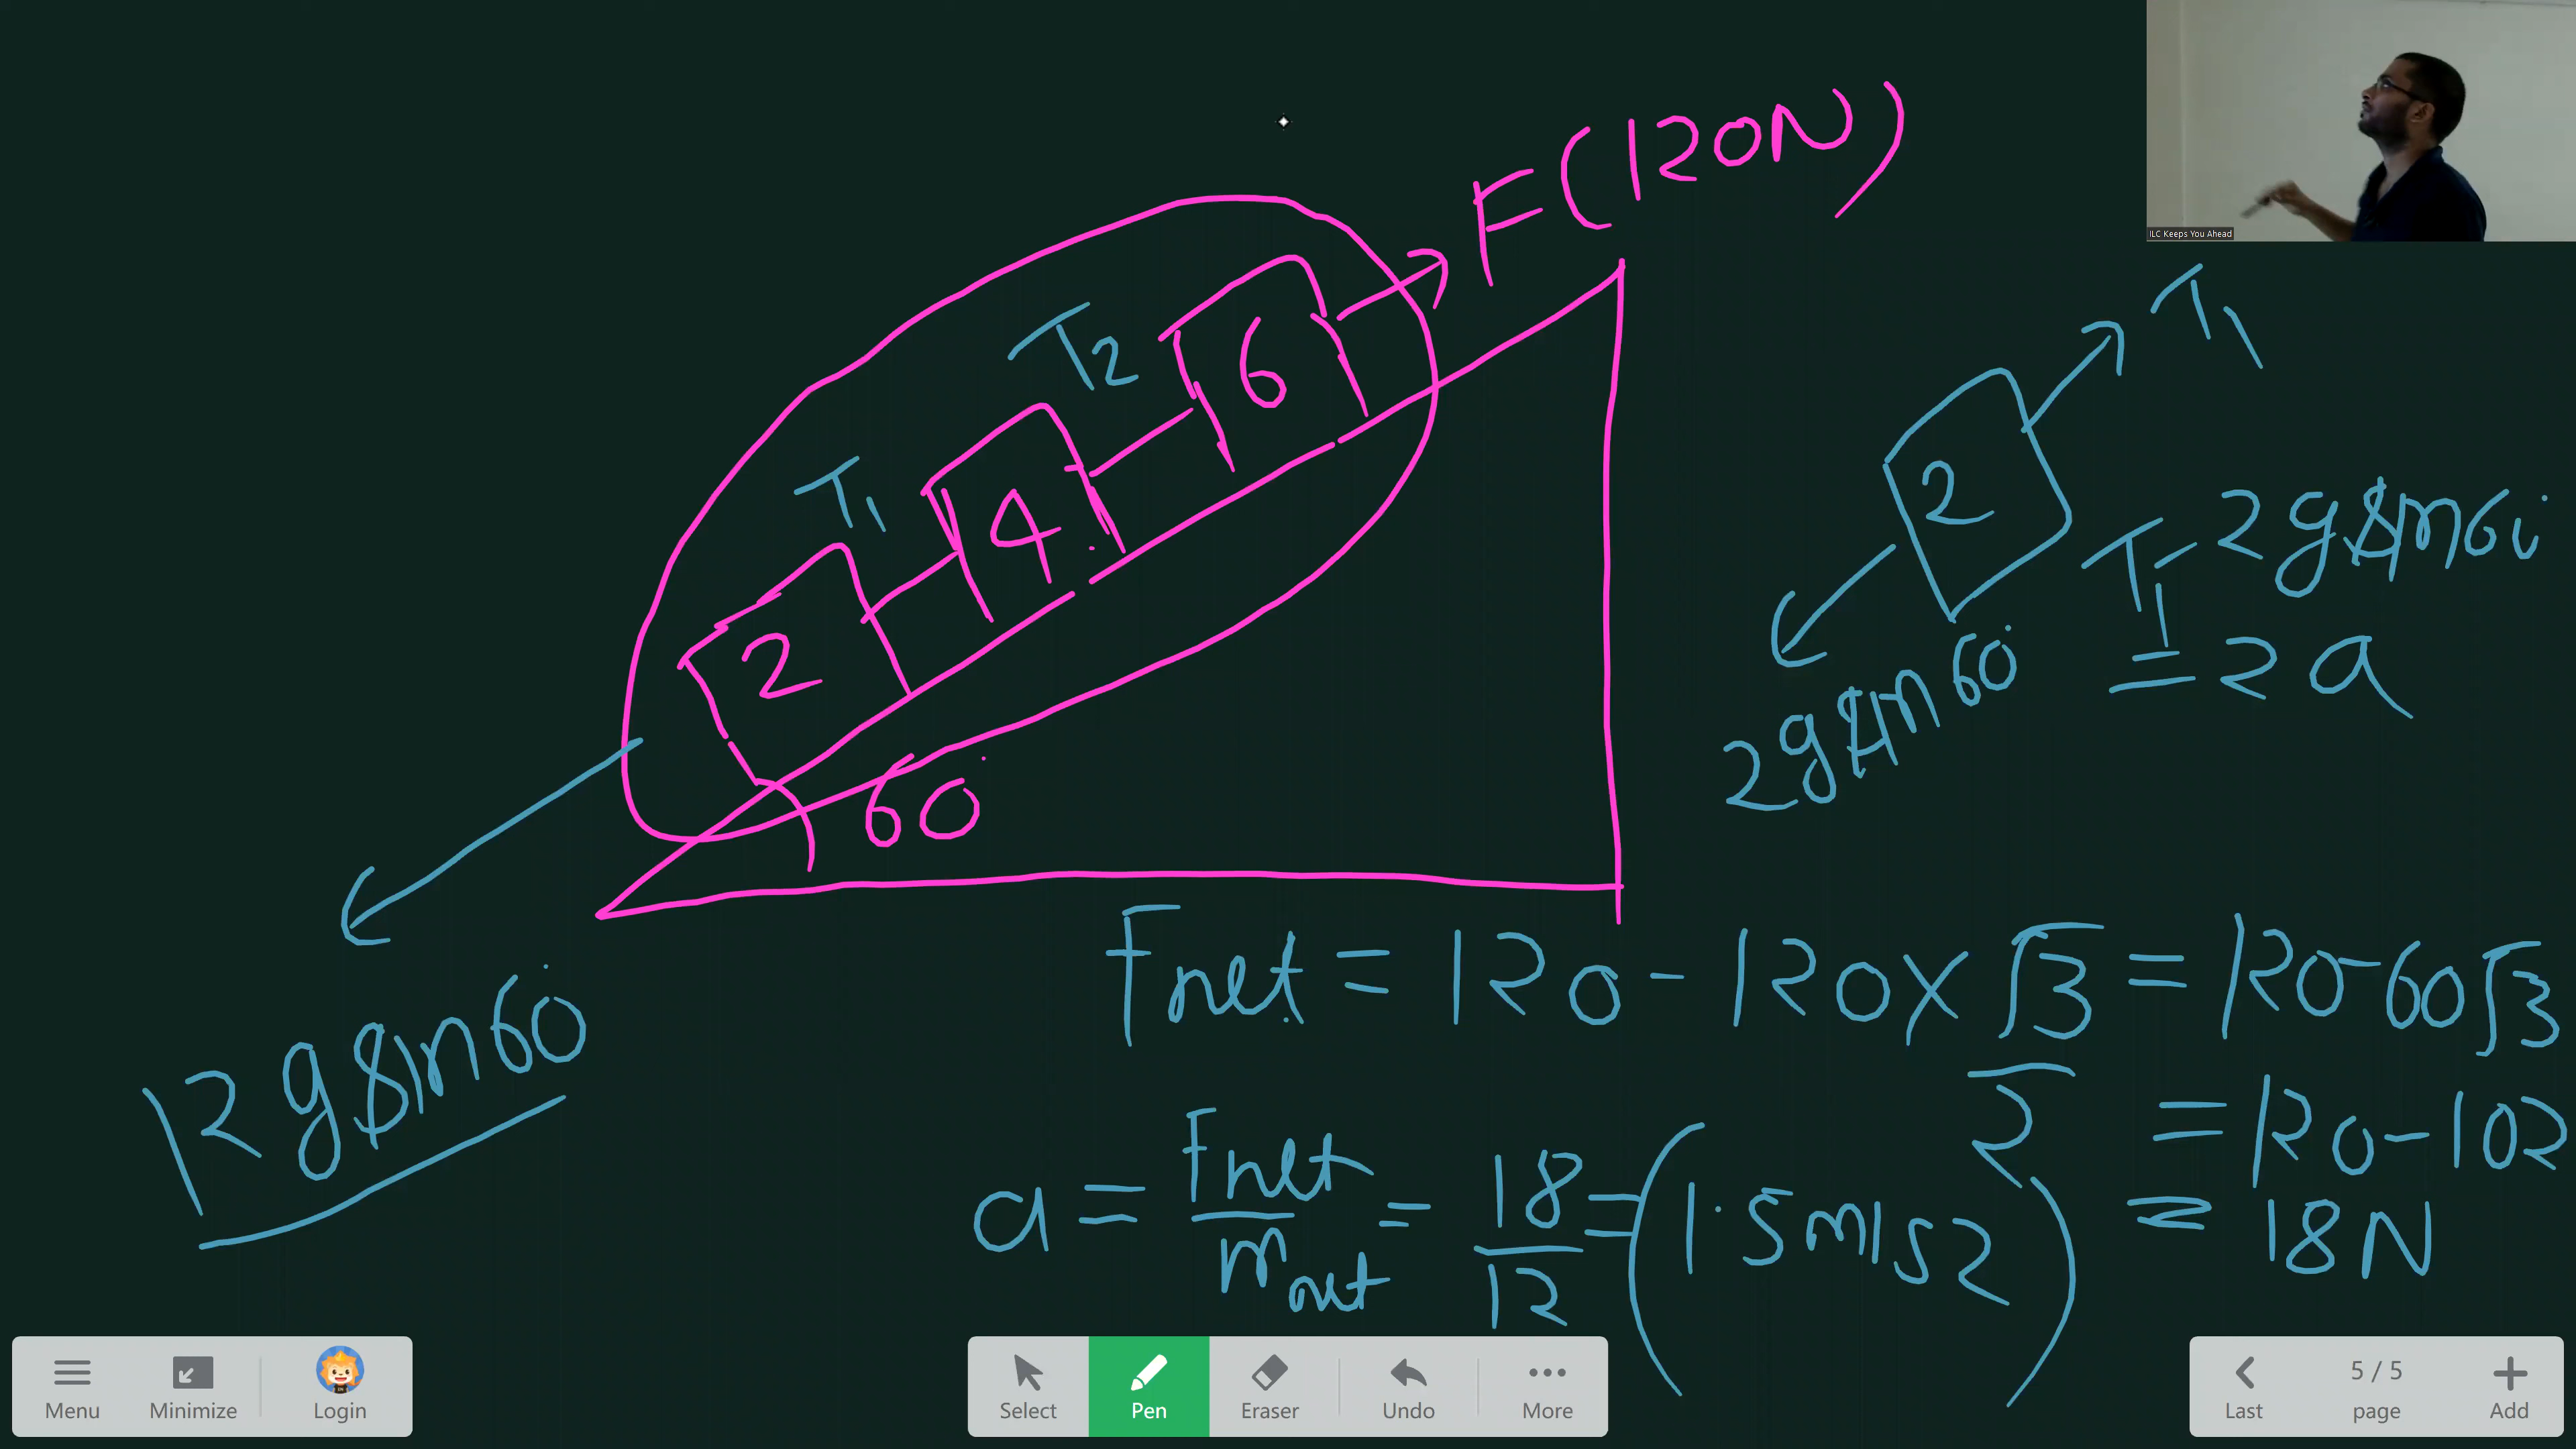 F(120N)
ILC Keeps You Ahead
T2
6
T1
T1
4
2
2
60°
2gsin60°
T1-2gsin60°
=2a
12gsin60°
Fnet = 120 - 120×√3/2 = 120-60√3
= 120-102
= 18N
a = Fnet/mnet = 18/12 = (1.5m/s2)
Menu
Minimize
Login
Select
Pen
Eraser
Undo
More
Last
5 / 5
page
Add